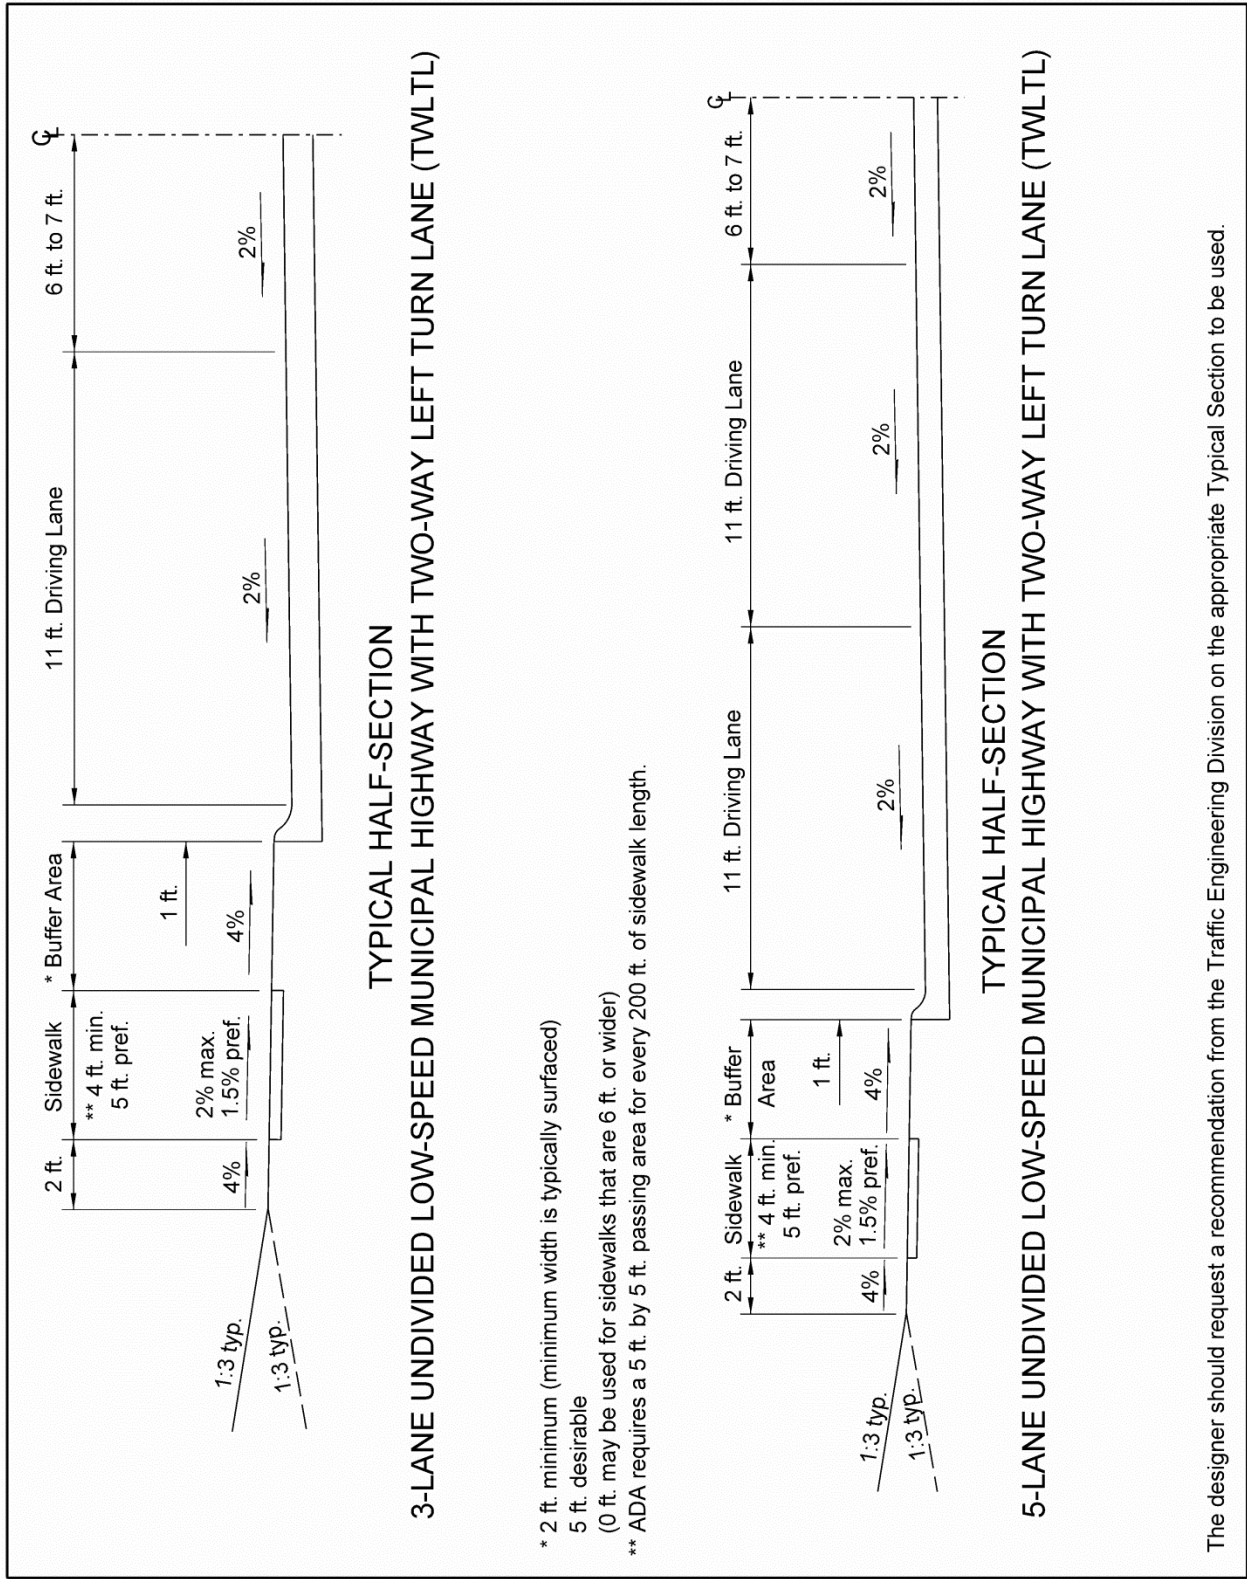 2 ft.
Sidewalk
* Buffer Area
11 ft. Driving Lane
6 ft. to 7 ft.
℄
** 4 ft. min.
5 ft. pref.
1 ft.
2% max.
1.5% pref.
4%
4%
2%
2%
1:3 typ.
1:3 typ.
TYPICAL HALF-SECTION
3-LANE UNDIVIDED LOW-SPEED MUNICIPAL HIGHWAY WITH TWO-WAY LEFT TURN LANE (TWLTL)
* 2 ft. minimum (minimum width is typically surfaced)
5 ft. desirable
(0 ft. may be used for sidewalks that are 6 ft. or wider)
** ADA requires a 5 ft. by 5 ft. passing area for every 200 ft. of sidewalk length.
2 ft.
Sidewalk
* Buffer
Area
11 ft. Driving Lane
11 ft. Driving Lane
6 ft. to 7 ft.
℄
** 4 ft. min.
5 ft. pref.
1 ft.
2% max.
1.5% pref.
4%
4%
2%
2%
2%
1:3 typ.
1:3 typ.
TYPICAL HALF-SECTION
5-LANE UNDIVIDED LOW-SPEED MUNICIPAL HIGHWAY WITH TWO-WAY LEFT TURN LANE (TWLTL)
The designer should request a recommendation from the Traffic Engineering Division on the appropriate Typical Section to be used.